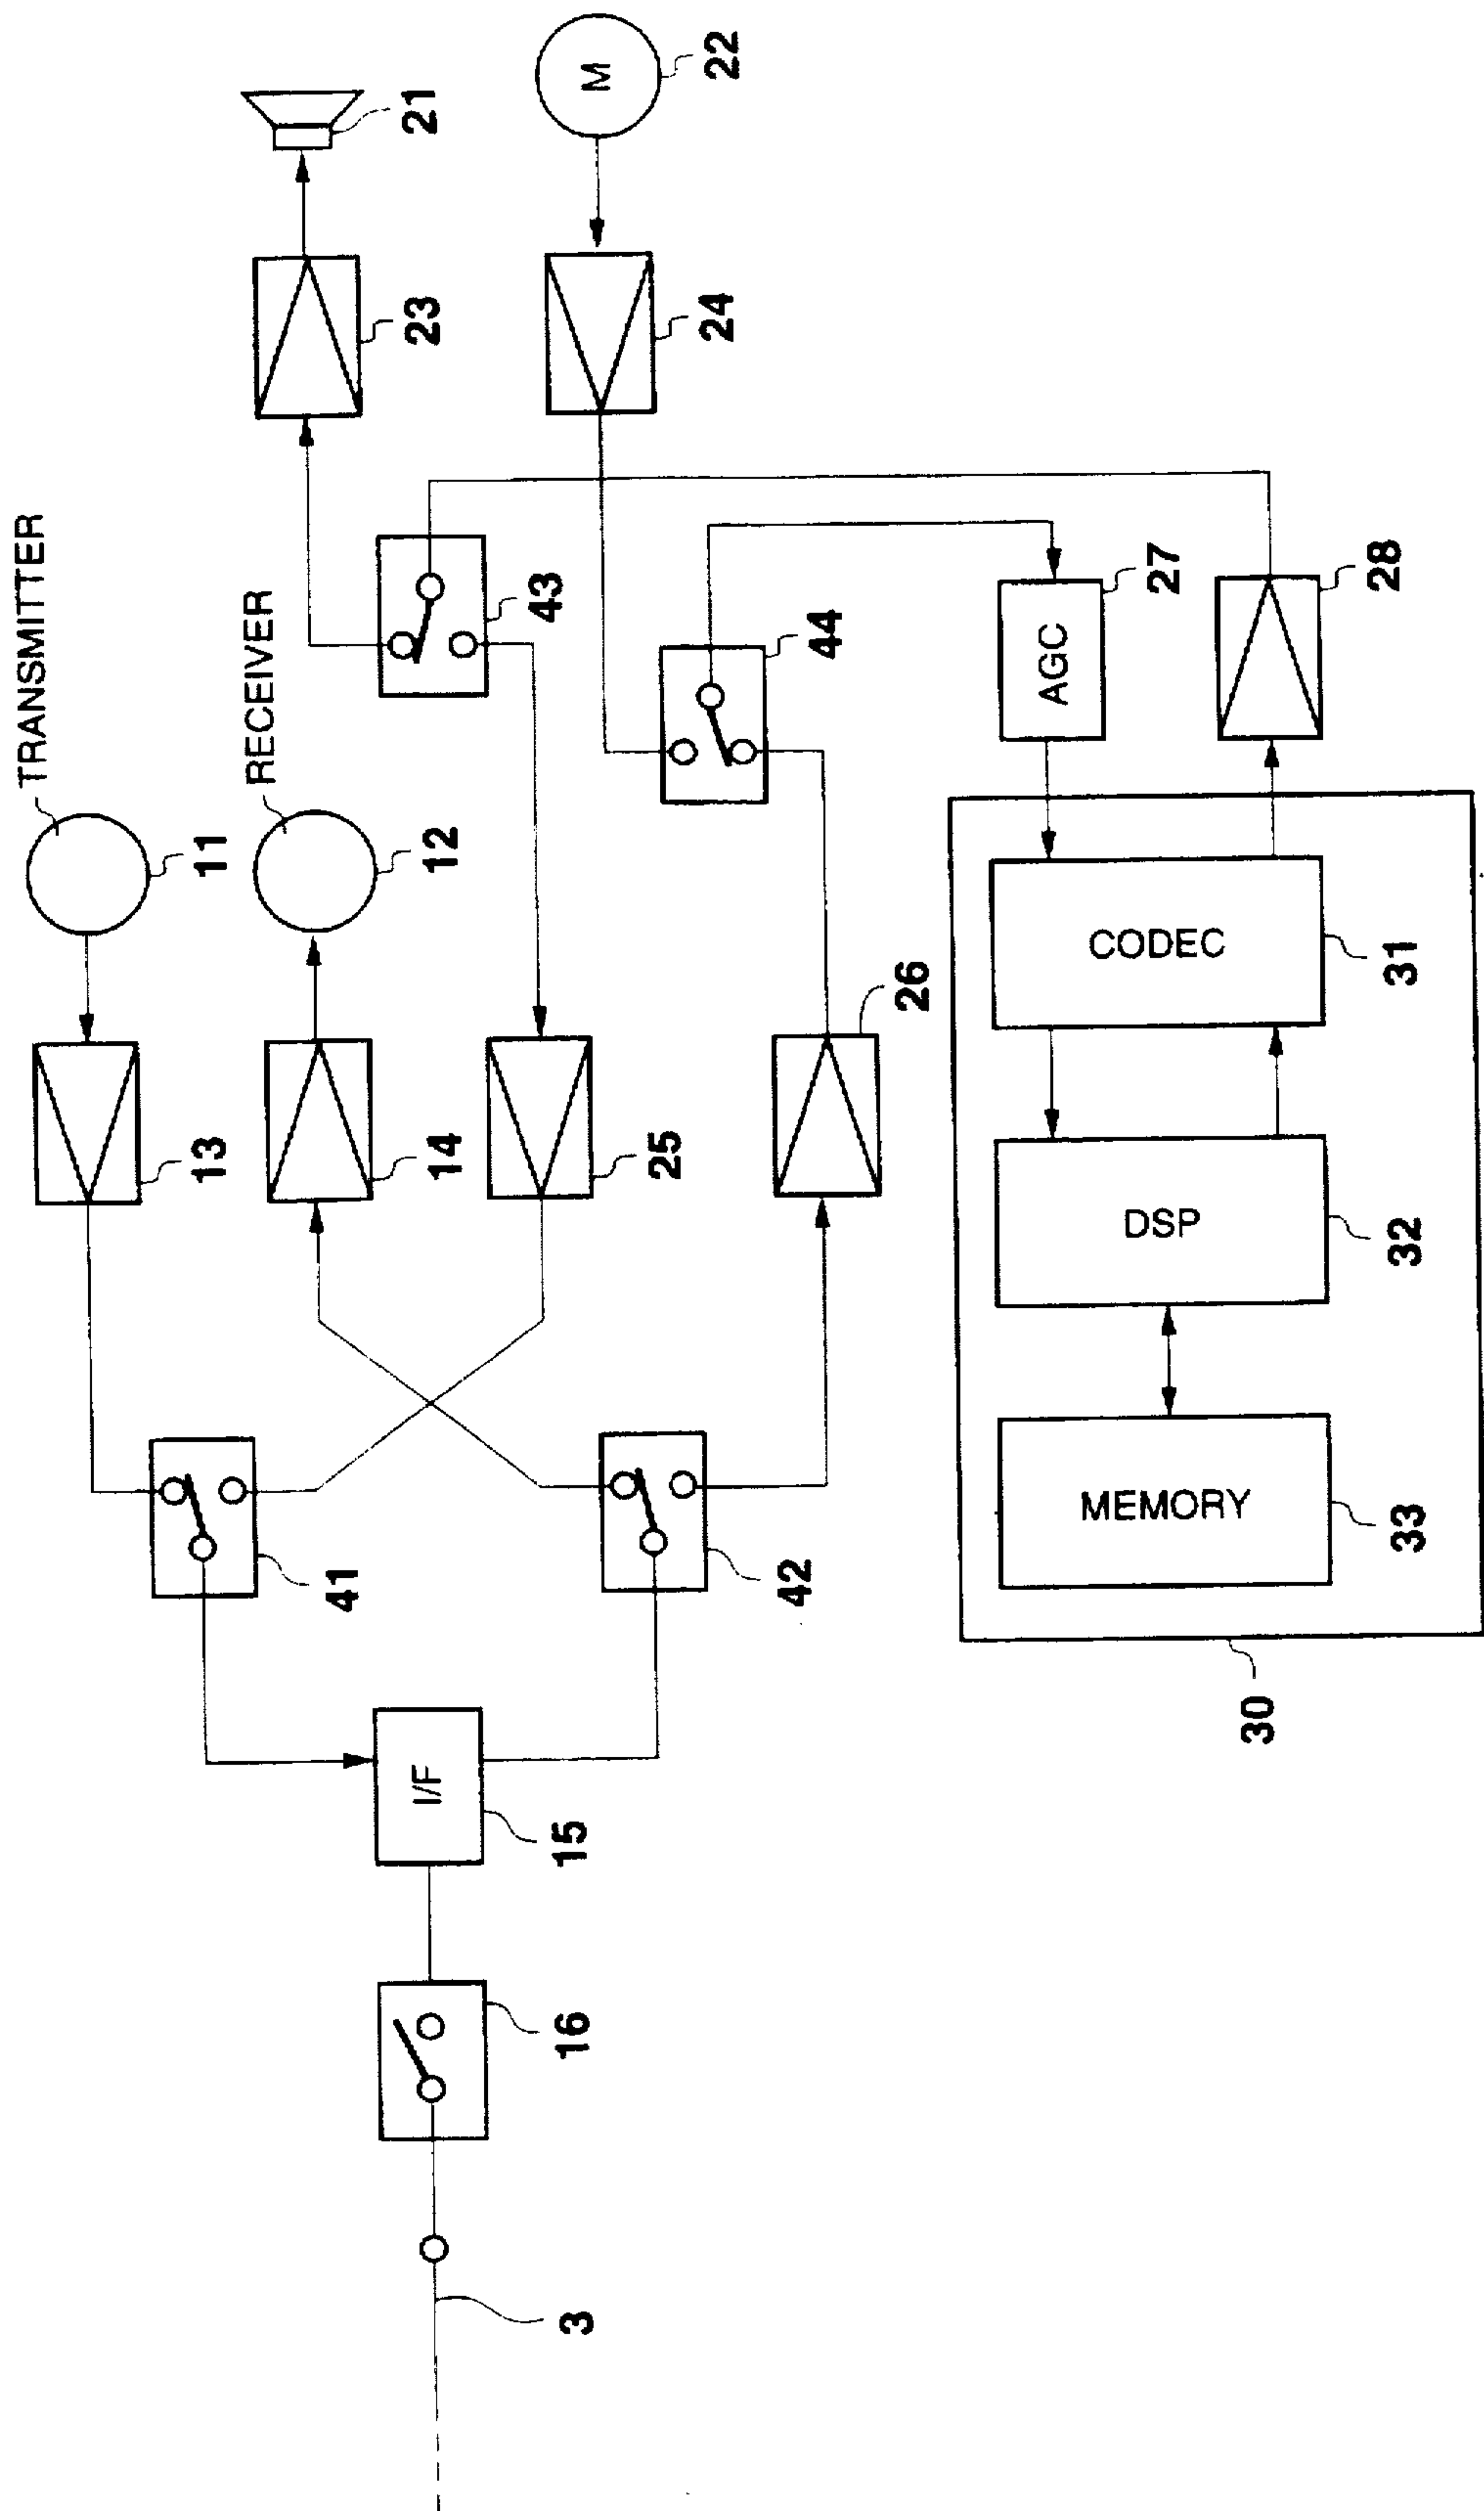 TRANSMITTER
11
13
RECEIVER
12
14
41
21
23
43
25
I/F
15
16
3
M
22
24
44
26
42
AGC
27
28
CODEC
31
DSP
32
MEMORY
33
30